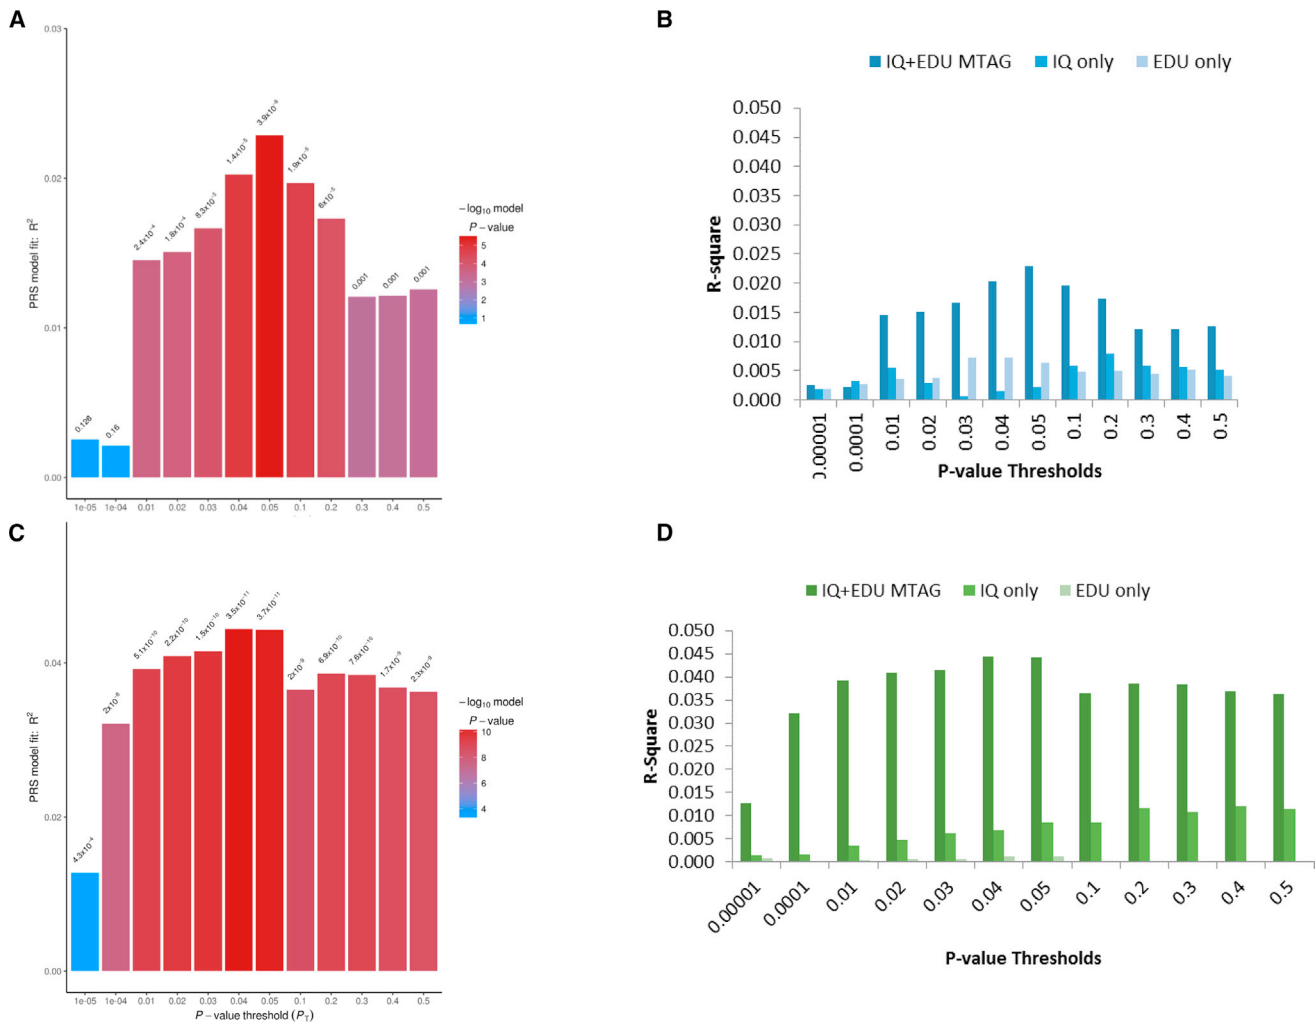 A
0.03
0.02
0.01
0.00
PRS model fit: R²
0.128
0.16
2.4x10⁻⁴
1.8x10⁻⁴
8.3x10⁻⁵
1.4x10⁻⁵
3.9x10⁻⁶
1.9x10⁻⁵
6x10⁻⁵
0.001
0.001
0.001
1e-05 1e-04 0.01 0.02 0.03 0.04 0.05 0.1 0.2 0.3 0.4 0.5
−log₁₀ model
P−value
5
4
3
2
1
B
IQ+EDU MTAG IQ only EDU only
0.050
0.045
0.040
0.035
0.030
0.025
0.020
0.015
0.010
0.005
0.000
R-square
0.00001 0.0001 0.01 0.02 0.03 0.04 0.05 0.1 0.2 0.3 0.4 0.5
P-value Thresholds
C
0.04
0.02
0.00
PRS model fit: R²
4.3x10⁻⁴
2x10⁻⁸
5.1x10⁻¹⁰
2.2x10⁻¹⁰
1.5x10⁻¹⁰
3.5x10⁻¹¹
3.7x10⁻¹¹
2x10⁻⁹
6.9x10⁻¹⁰
7.6x10⁻¹⁰
1.7x10⁻⁹
2.3x10⁻⁹
1e-05 1e-04 0.01 0.02 0.03 0.04 0.05 0.1 0.2 0.3 0.4 0.5
P−value threshold (P_T)
−log₁₀ model
P−value
10
8
6
4
D
IQ+EDU MTAG IQ only EDU only
0.050
0.045
0.040
0.035
0.030
0.025
0.020
0.015
0.010
0.005
0.000
R-Square
0.00001 0.0001 0.01 0.02 0.03 0.04 0.05 0.1 0.2 0.3 0.4 0.5
P-value Thresholds